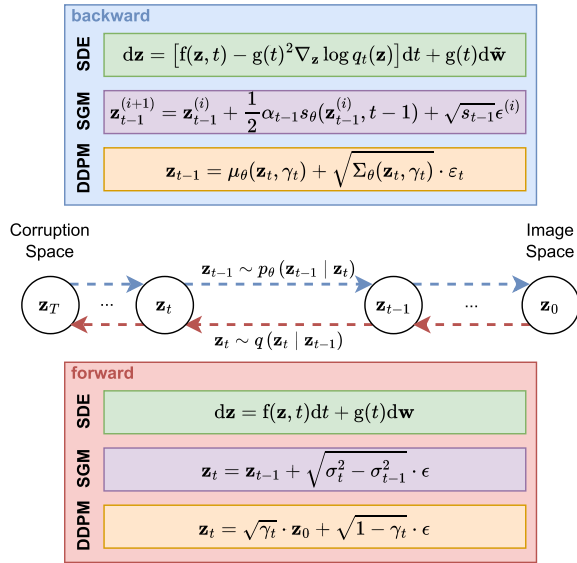 backward
SDE dz = [f(z, t) − g(t)²∇_z log q_t(z)]dt + g(t)dw̃
SGM z_{t−1}^{(i+1)} = z_{t−1}^{(i)} + ½α_{t−1}s_θ(z_{t−1}^{(i)}, t − 1) + √s_{t−1}ϵ^{(i)}
DDPM z_{t−1} = μ_θ(z_t, γ_t) + √Σ_θ(z_t, γ_t) · ε_t
Corruption
Space
Image
Space
z_{t−1} ∼ p_θ (z_{t−1} | z_t)
z_T ... z_t z_{t−1} ... z_0
z_t ∼ q (z_t | z_{t−1})
forward
SDE dz = f(z, t)dt + g(t)dw
SGM z_t = z_{t−1} + √(σ_t² − σ_{t−1}²) · ϵ
DDPM z_t = √γ_t · z_0 + √(1 − γ_t) · ϵ